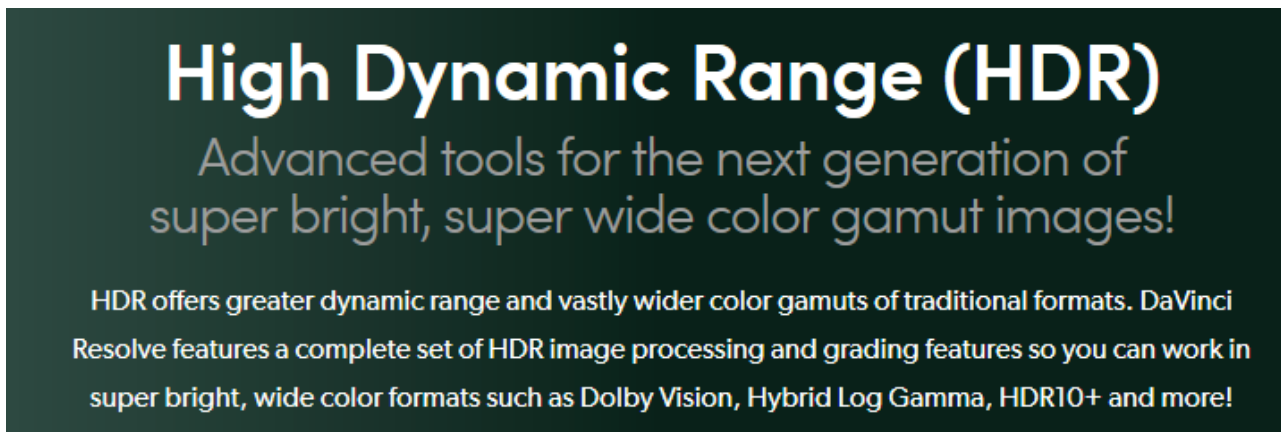 High Dynamic Range (HDR)
Advanced tools for the next generation of
super bright, super wide color gamut images!
HDR offers greater dynamic range and vastly wider color gamuts of traditional formats. DaVinci
Resolve features a complete set of HDR image processing and grading features so you can work in
super bright, wide color formats such as Dolby Vision, Hybrid Log Gamma, HDR10+ and more!